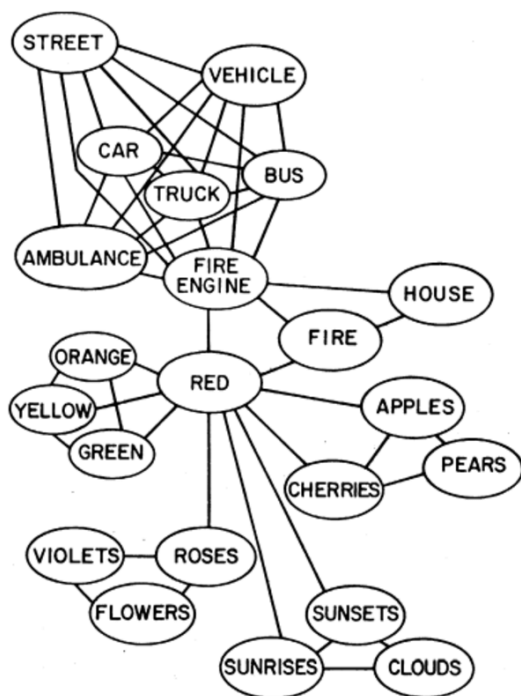 STREET
VEHICLE
CAR
BUS
TRUCK
AMBULANCE
FIRE
ENGINE
HOUSE
FIRE
ORANGE
RED
YELLOW
APPLES
GREEN
PEARS
CHERRIES
VIOLETS
ROSES
FLOWERS
SUNSETS
SUNRISES
CLOUDS